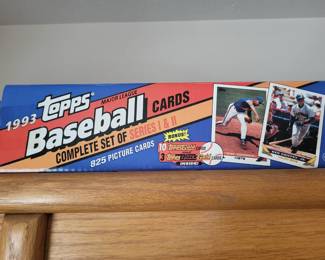 1993 Topps MAJOR LEAGUE
Baseball CARDS
COMPLETE SET OF SERIES I & II
825 PICTURE CARDS
BONUS!
10
3